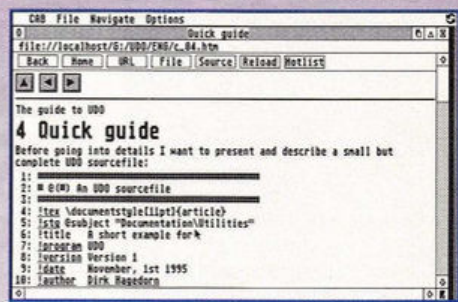 CAB File Navigate Options
Quick guide
file://localhost/G:/UDO/ENG/c_04.htm
Back Home URL File Source Reload Hotlist
The guide to UDO
4 Quick guide
Before going into details I want to present and describe a small but
complete UDO sourcefile:
1:
2: # @(#) An UDO sourcefile
3:
4: !tex \documentstyle[11pt]{article}
5: !stg @subject "Documentation\Utilities"
6: !title A short example for
7: !program UDO
8: !version Version 1
9: !date November, 1st 1995
10: !author Dirk Hagedorn